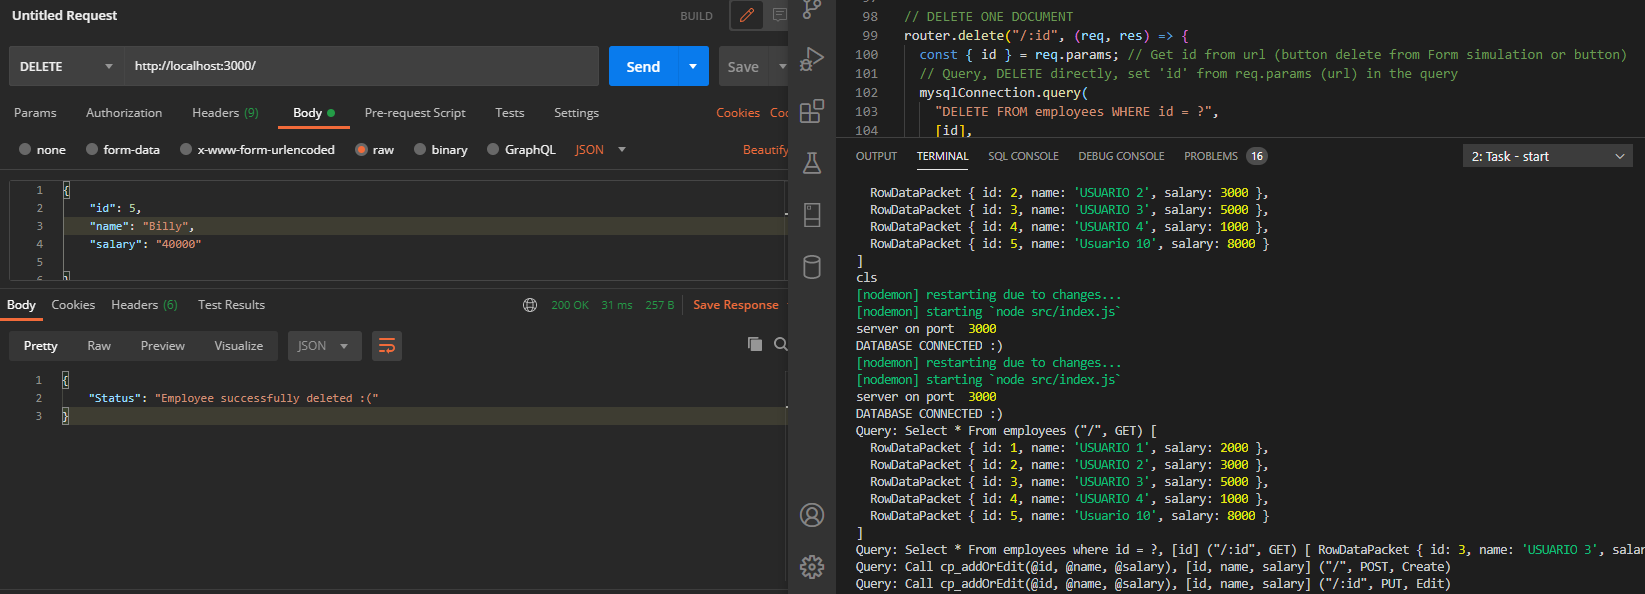 Untitled Request
BUILD
DELETE
http://localhost:3000/
Send
Save
Params
Authorization
Headers (9)
Body
Pre-request Script
Tests
Settings
Cookies
none
form-data
x-www-form-urlencoded
raw
binary
GraphQL
JSON
Beautify
1 {
2 "id": 5,
3 "name": "Billy",
4 "salary": "40000"
5
6 }
Body
Cookies
Headers (6)
Test Results
200 OK
31 ms
257 B
Save Response
Pretty
Raw
Preview
Visualize
JSON
1 {
2 "Status": "Employee successfully deleted :("
3 }
98 // DELETE ONE DOCUMENT
99 router.delete("/:id", (req, res) => {
100 const { id } = req.params; // Get id from url (button delete from Form simulation or button)
101 // Query, DELETE directly, set 'id' from req.params (url) in the query
102 mysqlConnection.query(
103 "DELETE FROM employees WHERE id = ?",
104 [id],
OUTPUT
TERMINAL
SQL CONSOLE
DEBUG CONSOLE
PROBLEMS 16
2: Task - start
RowDataPacket { id: 2, name: 'USUARIO 2', salary: 3000 },
RowDataPacket { id: 3, name: 'USUARIO 3', salary: 5000 },
RowDataPacket { id: 4, name: 'USUARIO 4', salary: 1000 },
RowDataPacket { id: 5, name: 'Usuario 10', salary: 8000 }
]
cls
[nodemon] restarting due to changes...
[nodemon] starting `node src/index.js`
server on port  3000
DATABASE CONNECTED :)
[nodemon] restarting due to changes...
[nodemon] starting `node src/index.js`
server on port  3000
DATABASE CONNECTED :)
Query: Select * From employees ("/", GET) [
RowDataPacket { id: 1, name: 'USUARIO 1', salary: 2000 },
RowDataPacket { id: 2, name: 'USUARIO 2', salary: 3000 },
RowDataPacket { id: 3, name: 'USUARIO 3', salary: 5000 },
RowDataPacket { id: 4, name: 'USUARIO 4', salary: 1000 },
RowDataPacket { id: 5, name: 'Usuario 10', salary: 8000 }
]
Query: Select * From employees where id = ?, [id] ("/:id", GET) [ RowDataPacket { id: 3, name: 'USUARIO 3',
Query: Call cp_addOrEdit(@id, @name, @salary), [id, name, salary] ("/", POST, Create)
Query: Call cp_addOrEdit(@id, @name, @salary), [id, name, salary] ("/:id", PUT, Edit)